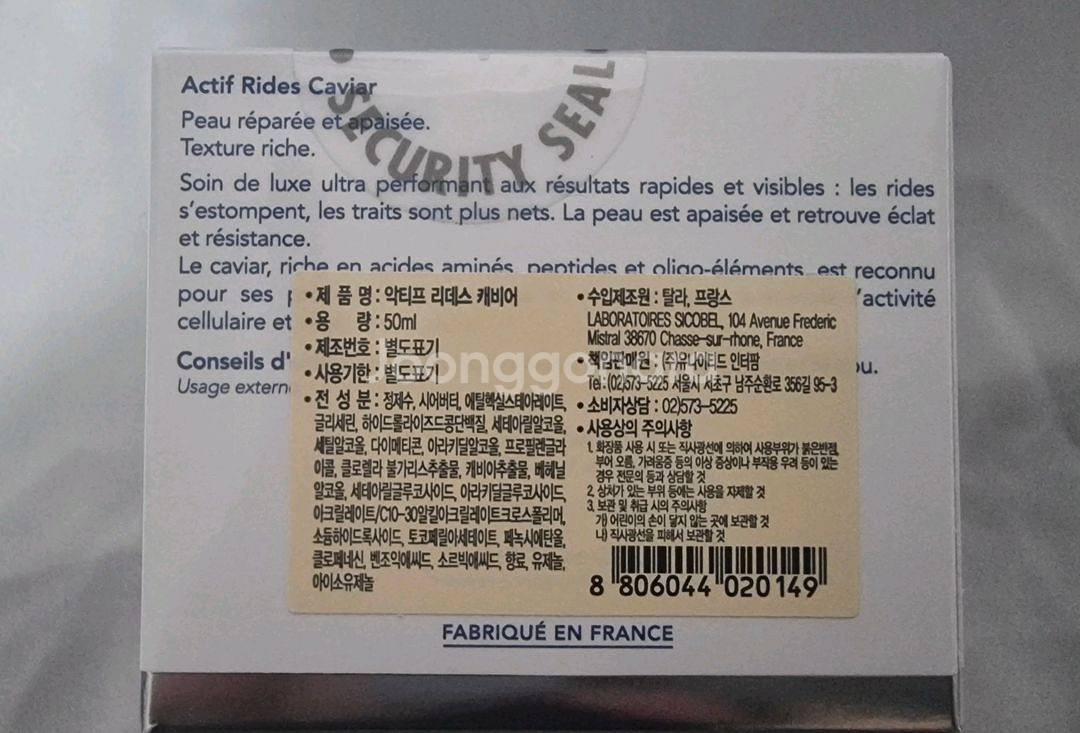 SECURITY SEAL
Actif Rides Caviar
Peau réparée et apaisée.
Texture riche.
Soin de luxe ultra performant aux résultats rapides et visibles : les rides
s'estompent, les traits sont plus nets. La peau est apaisée et retrouve éclat
et résistance.
Le caviar, riche en acides aminés, peptides et oligo-éléments, est reconnu
pour ses
'activité
cellulaire et
Conseils d'
Usage extern
• 제 품 명 : 악티프 리데스 캐비어
• 용 량 : 50ml
• 제조번호 : 별도표기
• 사용기한 : 별도표기
• 전 성 분 : 정제수, 시어버터, 에틸헥실스테아레이트,
글리세린, 하이드롤라이즈드콩단백질, 세테아릴알코올,
세틸알코올, 다이메티콘, 아라키딜알코올, 프로필렌글라
이콜, 클로렐라 불가리스추출물, 캐비아추출물, 베헤닐
알코올, 세테아릴글루코사이드, 아라키딜글루코사이드,
아크릴레이트/C10-30알킬아크릴레이트크로스폴리머,
소듐하이드록사이드, 토코페릴아세테이트, 페녹시에탄올,
클로페네신, 벤조익애씨드, 소르빅애씨드, 향료, 유제놀,
아이소유제놀
• 수입제조원 : 탈라, 프랑스
LABORATOIRES SICOBEL, 104 Avenue Frederic
Mistral 38670 Chasse-sur-rhone, France
• 책임판매원 : (주)유나이티드 인터팜
Tel : (02)573-5225 서울시 서초구 남부순환로 356길 95-3
• 소비자상담 : 02)573-5225
• 사용상의 주의사항
1. 화장품 사용 시 또는 직사광선에 의하여 사용부위가 붉은반점,
부어 오름, 가려움증 등의 이상 증상이나 부작용 우려 등이 있는
경우 전문의 등과 상담할 것
2. 상처가 있는 부위 등에는 사용을 자제할 것
3. 보관 및 취급 시의 주의사항
가) 어린이의 손이 닿지 않는 곳에 보관할 것
나) 직사광선을 피해서 보관할 것
8 806044 020149
FABRIQUÉ EN FRANCE